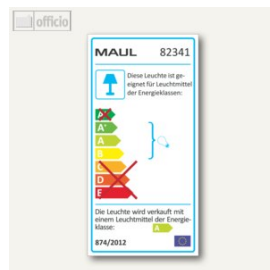 officio
MAUL 82341
Diese Leuchte ist ge-
eignet für Leuchtmittel
der Energieklassen:
A⁺
A
B
C
D
E
Die Leuchte wird verkauft mit
einem Leuchtmittel der Energie-
klasse: A
874/2012